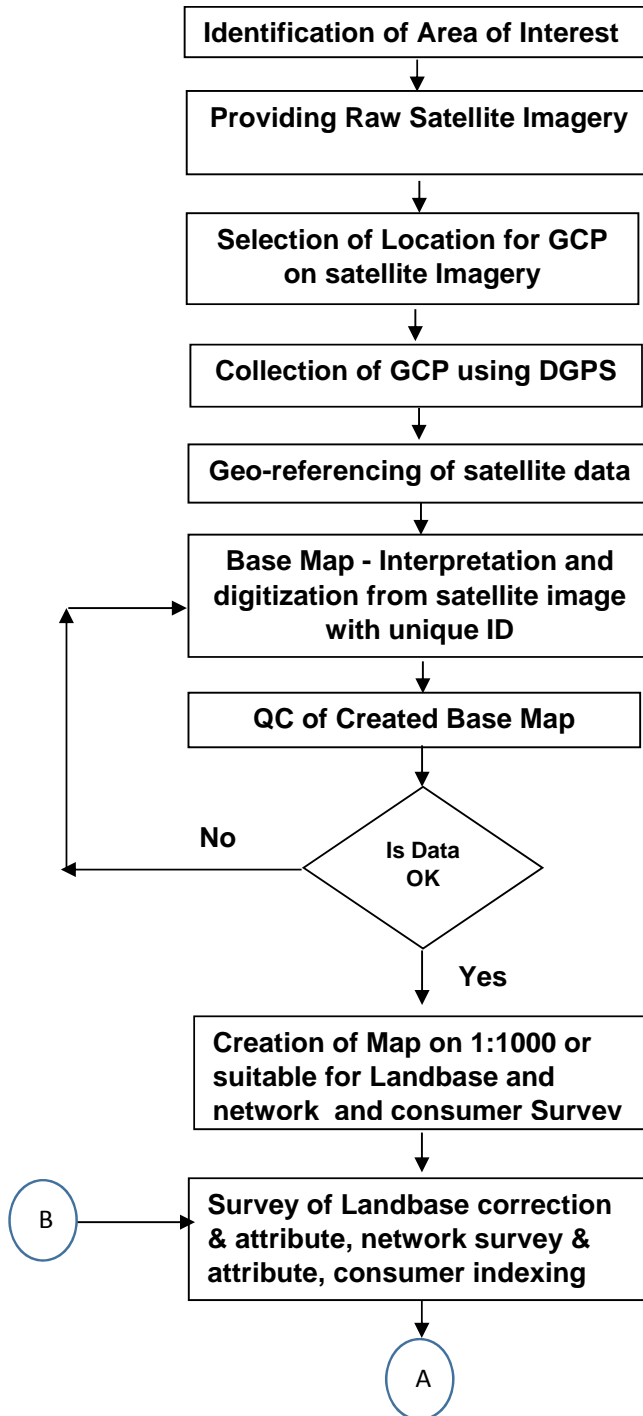 Identification of Area of Interest
Providing Raw Satellite Imagery
Selection of Location for GCP
on satellite Imagery
Collection of GCP using DGPS
Geo-referencing of satellite data
Base Map - Interpretation and
digitization from satellite image
with unique ID
QC of Created Base Map
No
Is Data
OK
Yes
Creation of Map on 1:1000 or
suitable for Landbase and
network and consumer Survey
B
Survey of Landbase correction
& attribute, network survey &
attribute, consumer indexing
A